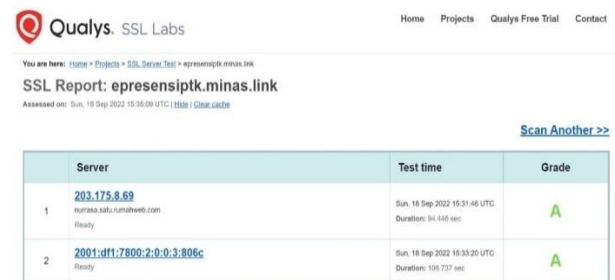 Qualys. SSL Labs
Home Projects Qualys Free Trial Contact
You are here: Home > Projects > SSL Server Test > epresensiptk.minas.link
SSL Report: epresensiptk.minas.link
Assessed on: Sun, 18 Sep 2022 15:35:09 UTC | Hide | Clear cache
Scan Another >>
Server Test time Grade
1 203.175.8.69 Sun, 18 Sep 2022 15:31:46 UTC A
nurrasa.satu.rumahweb.com Duration: 94.446 sec
Ready
2 2001:df1:7800:2:0:0:3:806c Sun, 18 Sep 2022 15:33:20 UTC A
Ready Duration: 108.737 sec